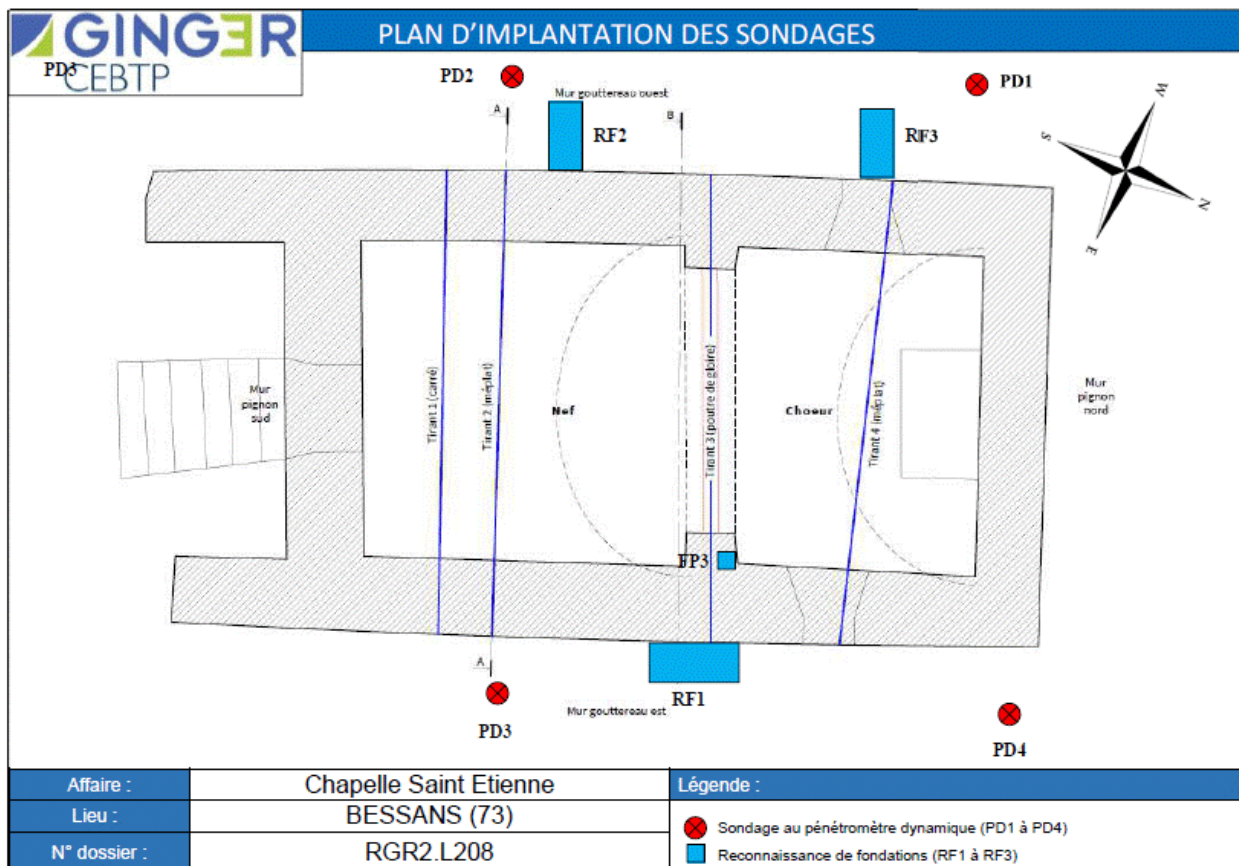 GINGER
CEBTP
PD3
PLAN D'IMPLANTATION DES SONDAGES
PD2
PD1
Mur gouttereau ouest
A
B
RF2
RF3
W
S
N
E
Mur
pignon
sud
Tirant 1 (carré)
Tirant 2 (méplat)
Nef
Tirant 3 (poutre de gloire)
Choeur
Tirant 4 (méplat)
Mur
pignon
nord
FP3
A
PD3
RF1
Mur gouttereau est
PD4
Affaire :
Chapelle Saint Etienne
Légende :
Lieu :
BESSANS (73)
Sondage au pénétromètre dynamique (PD1 à PD4)
N° dossier :
RGR2.L208
Reconnaissance de fondations (RF1 à RF3)